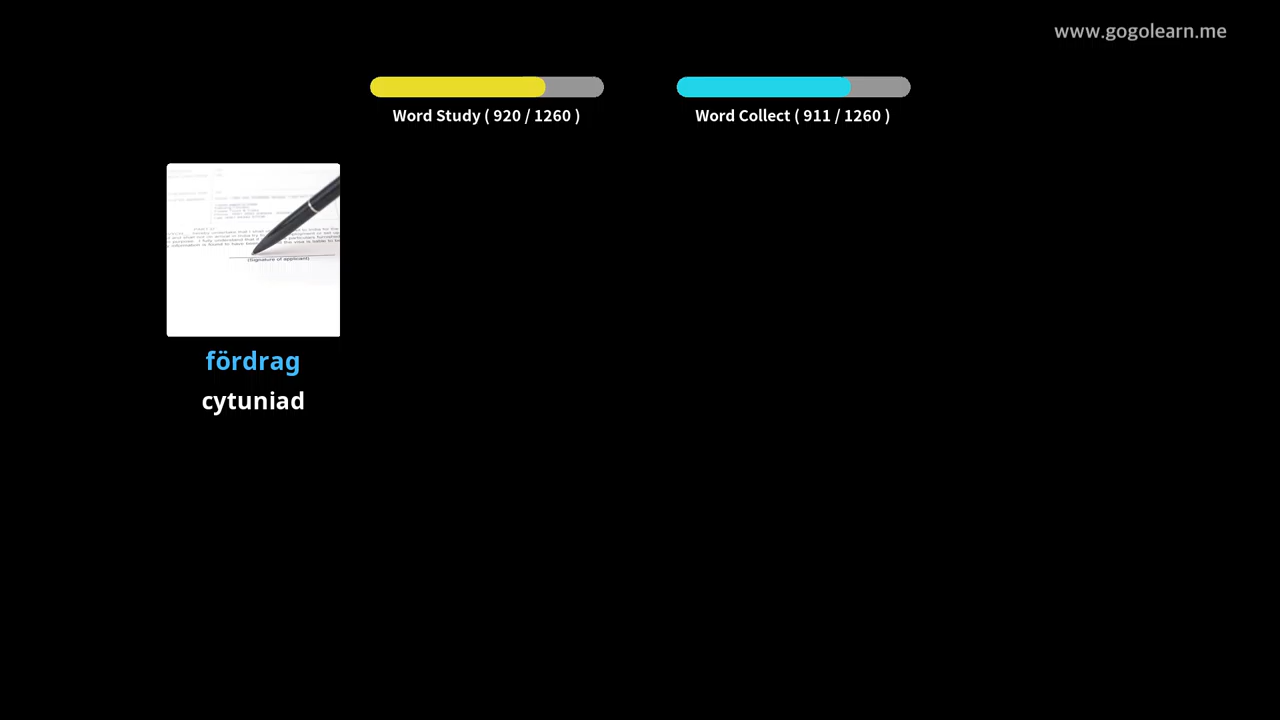 www.gogolearn.me
Word Study ( 920 / 1260 )
Word Collect ( 911 / 1260 )
(Signature of applicant)
fördrag
cytuniad